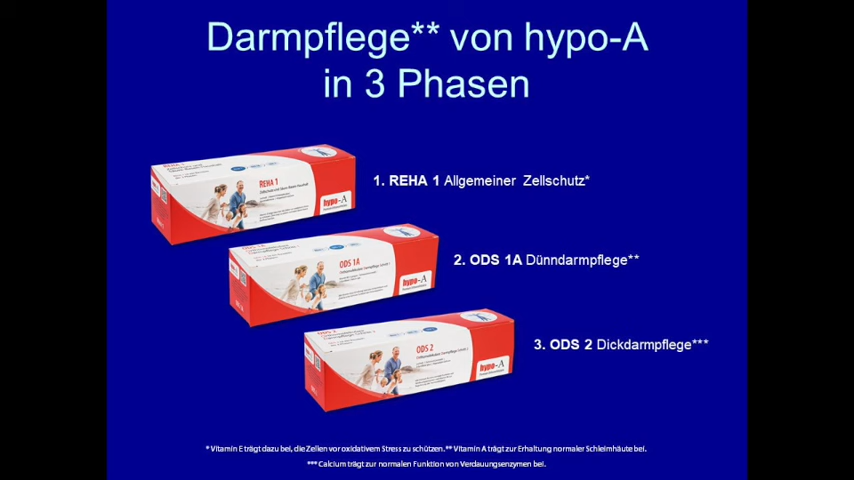 Darmpflege** von hypo-A
in 3 Phasen
REHA 1
hypo-A
1. REHA 1 Allgemeiner Zellschutz*
ODS 1A
hypo-A
2. ODS 1A Dünndarmpflege**
ODS 2
hypo-A
3. ODS 2 Dickdarmpflege***
* Vitamin E trägt dazu bei, die Zellen vor oxidativem Stress zu schützen. ** Vitamin A trägt zur Erhaltung normaler Schleimhäute bei.
*** Calcium trägt zur normalen Funktion von Verdauungsenzymen bei.